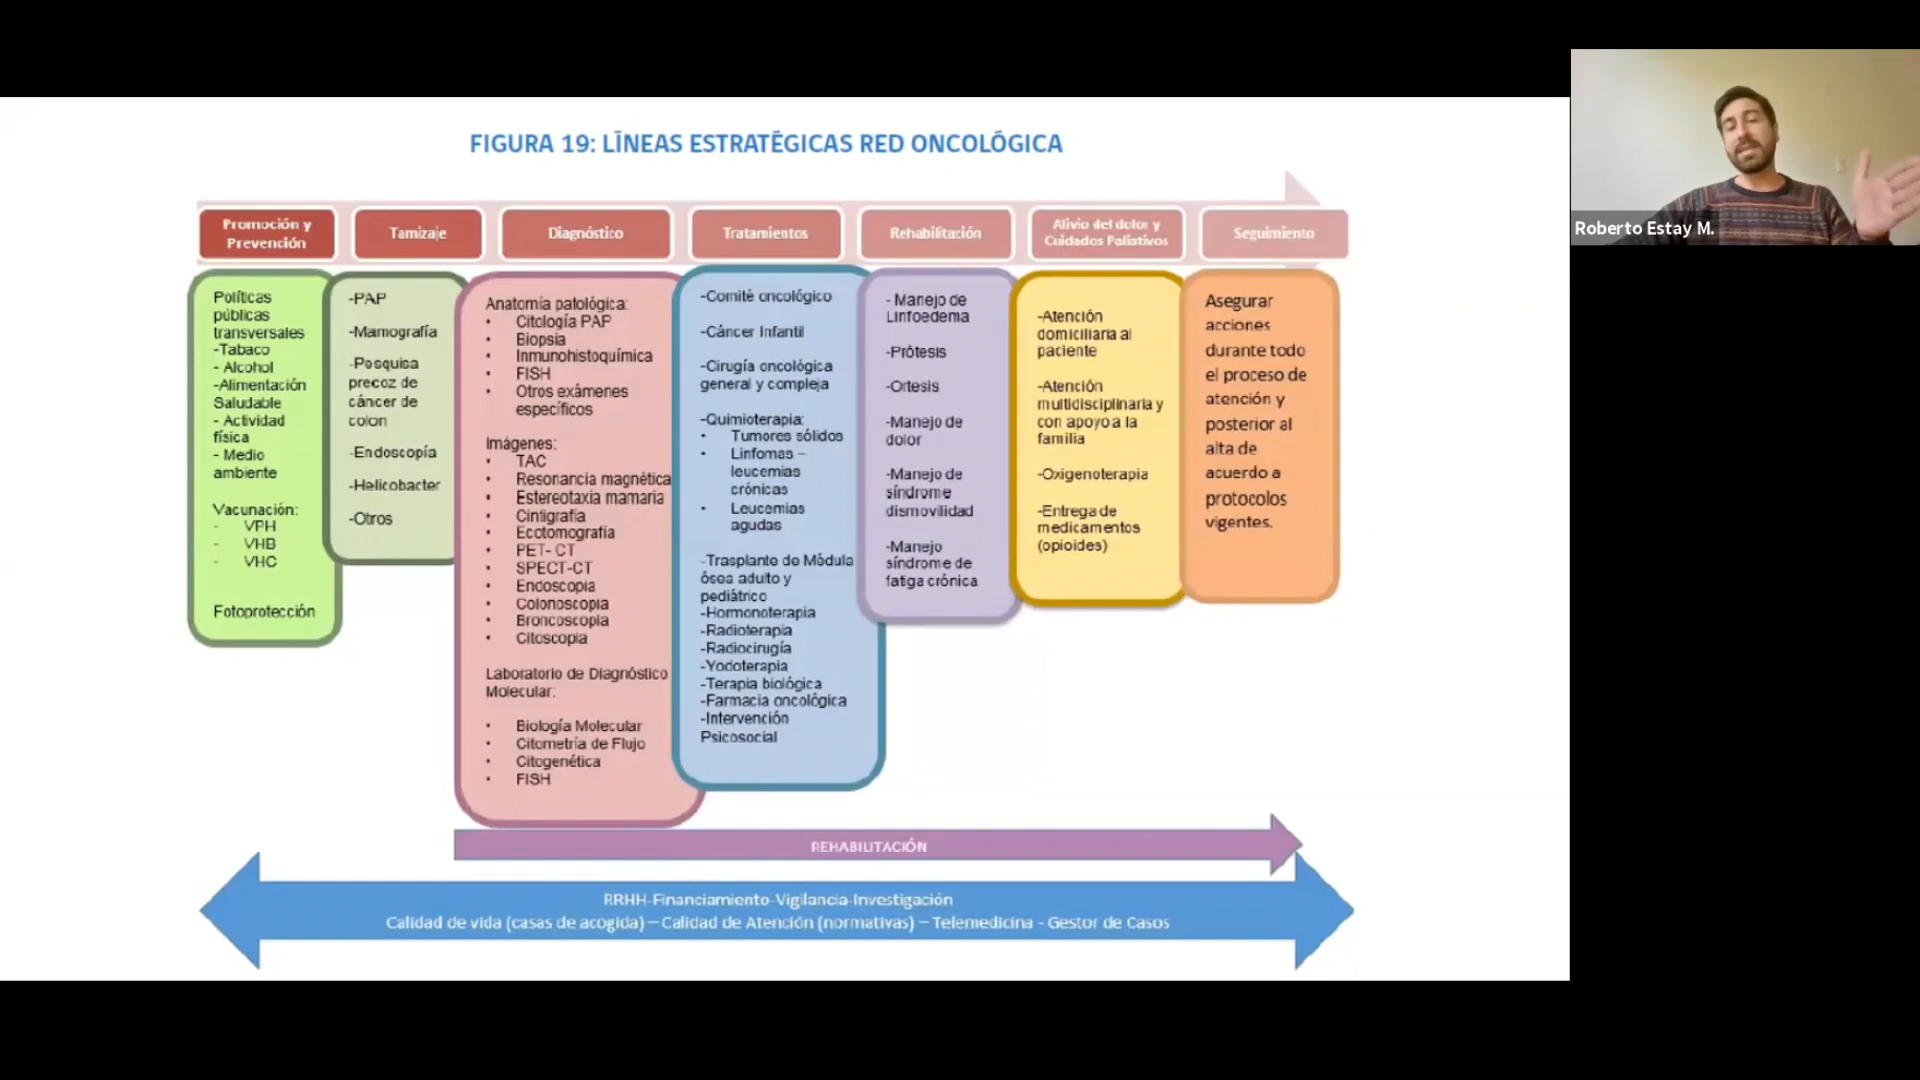 FIGURA 19: LÍNEAS ESTRATÉGICAS RED ONCOLÓGICA
Promoción y
Prevención
Tamizaje
Diagnóstico
Tratamientos
Rehabilitación
Alivio del dolor y
Cuidados Paliativos
Seguimiento
Políticas
públicas
transversales
-Tabaco
- Alcohol
-Alimentación
Saludable
- Actividad
física
- Medio
ambiente
Vacunación:
- VPH
- VHB
- VHC
Fotoprotección
-PAP
-Mamografía
-Pesquisa
precoz de
cáncer de
colon
-Endoscopía
-Helicobacter
-Otros
Anatomía patológica:
• Citología PAP
• Biopsia
• Inmunohistoquímica
• FISH
• Otros exámenes
específicos
Imágenes:
• TAC
• Resonancia magnética
• Estereotaxia mamaria
• Cintigrafía
• Ecotomografía
• PET- CT
• SPECT-CT
• Endoscopia
• Colonoscopia
• Broncoscopia
• Citoscopia
Laboratorio de Diagnóstico
Molecular:
• Biología Molecular
• Citometría de Flujo
• Citogenética
• FISH
-Comité oncológico
-Cáncer Infantil
-Cirugía oncológica
general y compleja
-Quimioterapia:
• Tumores sólidos
• Linfomas –
leucemias
crónicas
• Leucemias
agudas
-Trasplante de Médula
ósea adulto y
pediátrico
-Hormonoterapia
-Radioterapia
-Radiocirugía
-Yodoterapia
-Terapia biológica
-Farmacia oncológica
-Intervención
Psicosocial
- Manejo de
Linfoedema
-Prótesis
-Ortesis
-Manejo de
dolor
-Manejo de
síndrome
dismovilidad
-Manejo
síndrome de
fatiga crónica
-Atención
domiciliaria al
paciente
-Atención
multidisciplinaria y
con apoyo a la
familia
-Oxigenoterapia
-Entrega de
medicamentos
(opioides)
Asegurar
acciones
durante todo
el proceso de
atención y
posterior al
alta de
acuerdo a
protocolos
vigentes.
REHABILITACIÓN
RRHH-Financiamiento-Vigilancia-Investigación
Calidad de vida (casas de acogida) – Calidad de Atención (normativas) – Telemedicina - Gestor de Casos
Roberto Estay M.